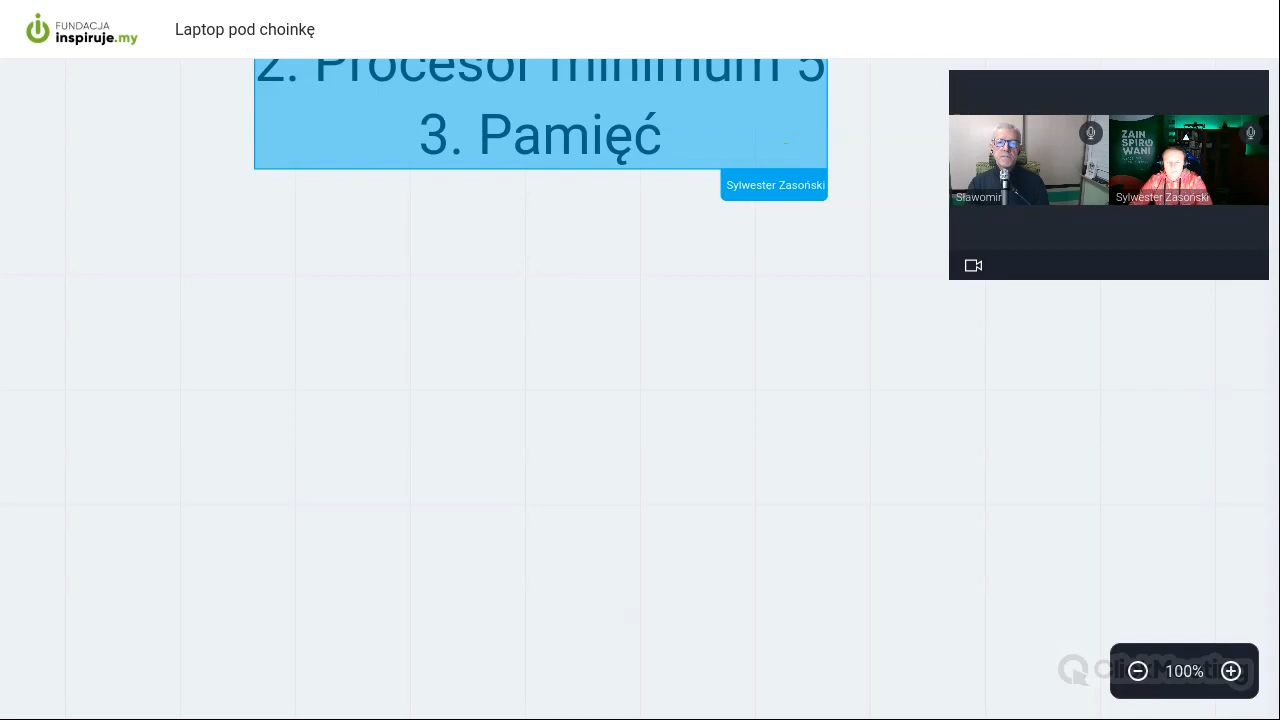 FUNDACJA
inspiruje.my
Laptop pod choinkę
2. Procesor minimum 5
3. Pamięć
Sylwester Zasoński
ZAIN
SPIRO
WANI
Sławomir
Sylwester Zasoński
ClickMeeting
100%